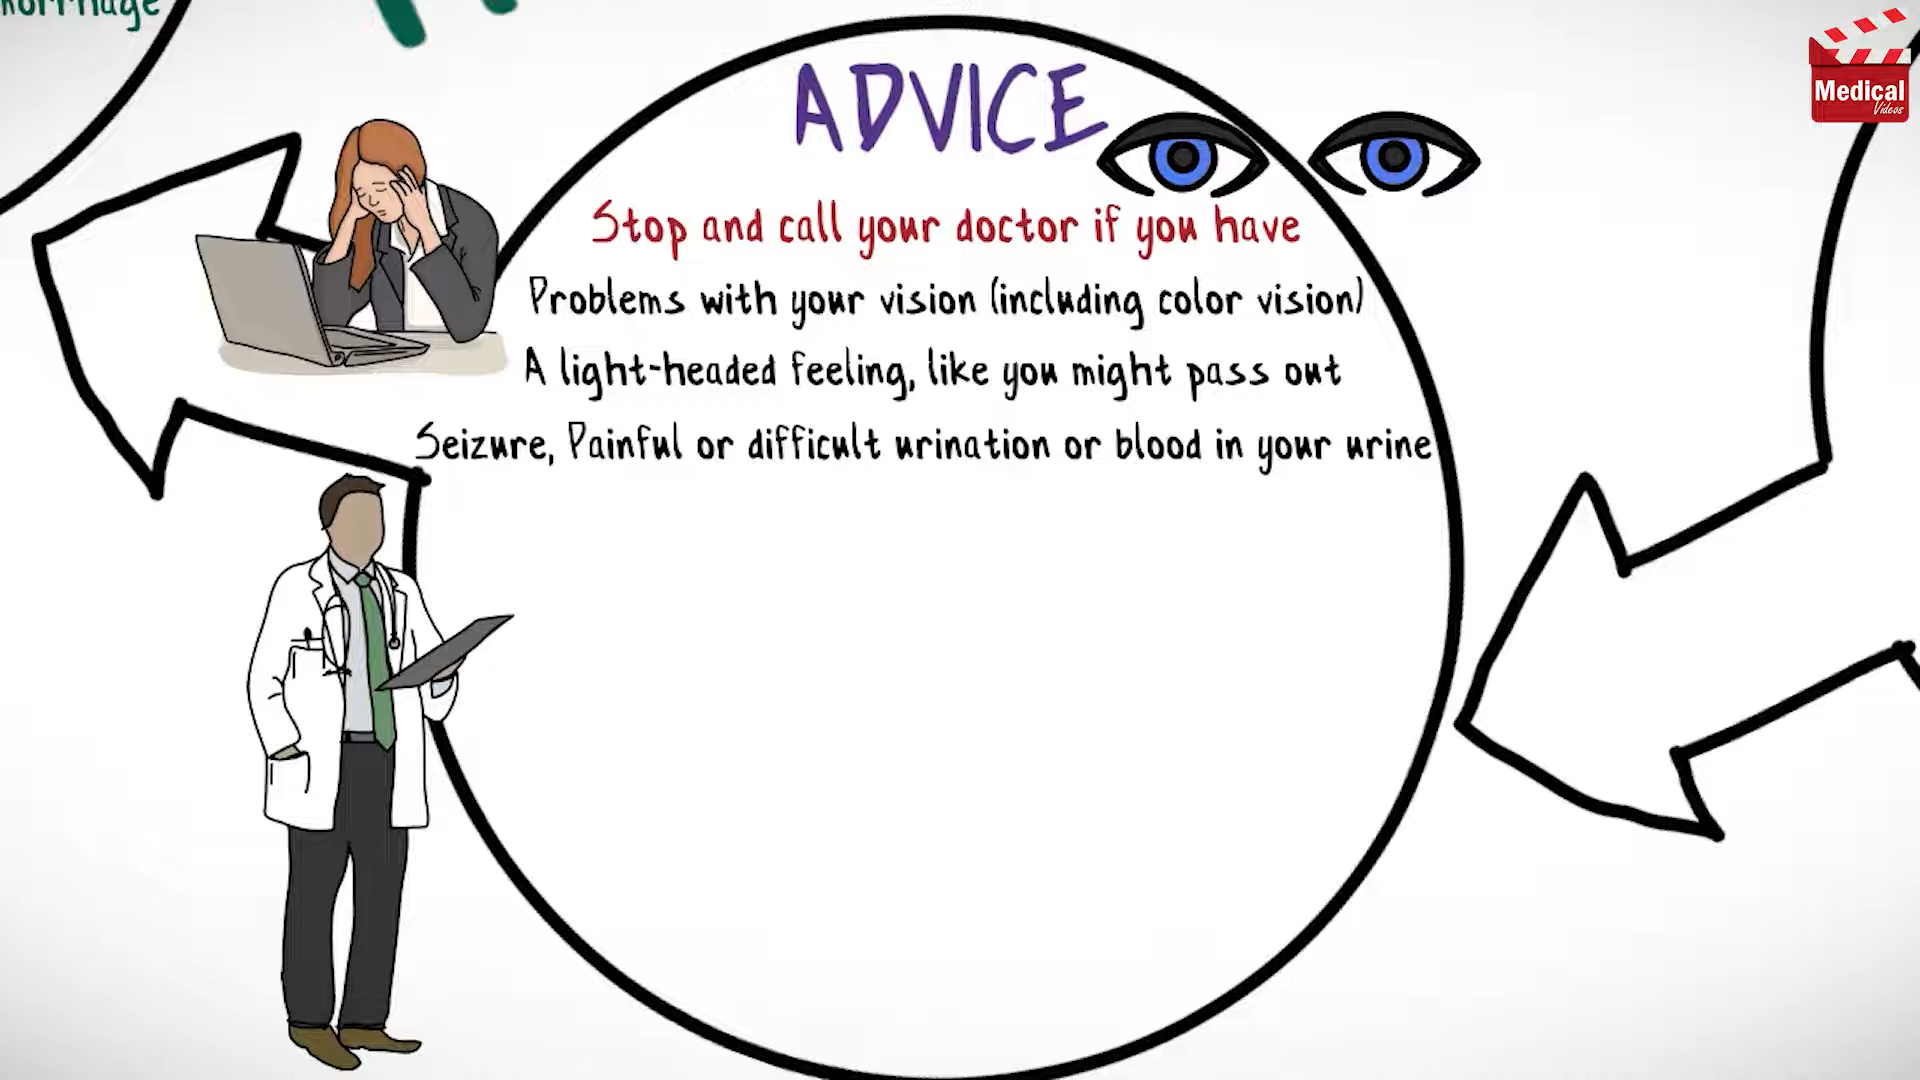 ADVICE
Medical
Videos
Stop and call your doctor if you have
Problems with your vision (including color vision)
A light-headed feeling, like you might pass out
Seizure, Painful or difficult urination or blood in your urine